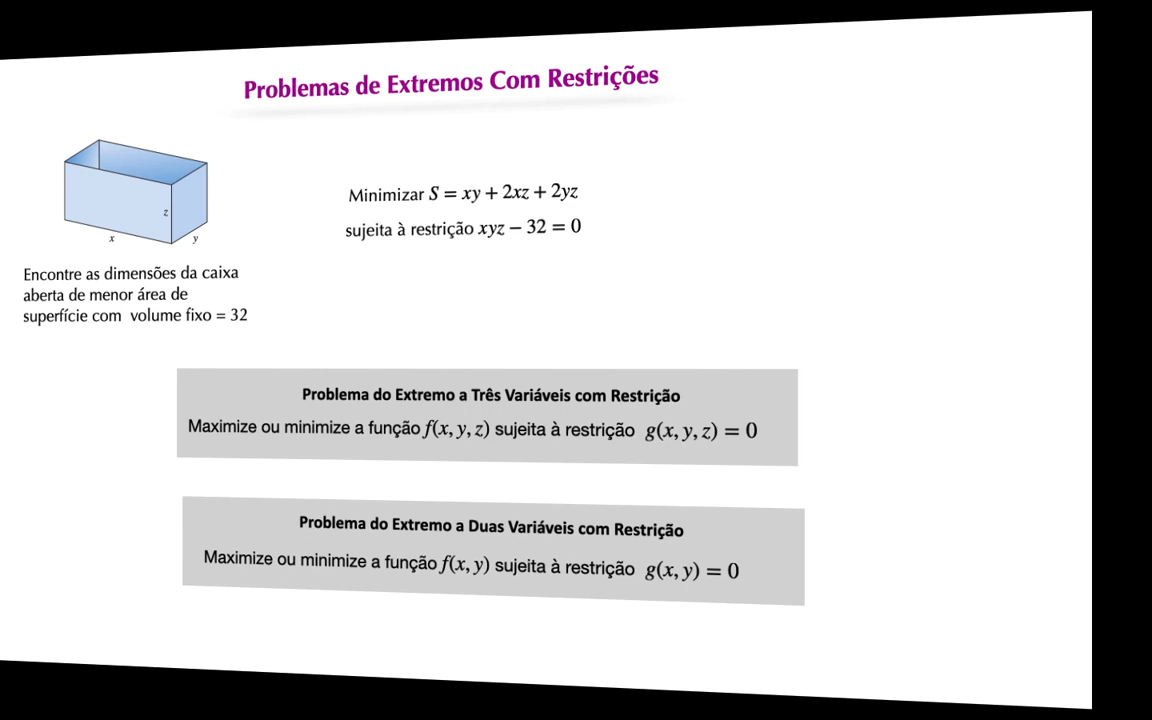 Problemas de Extremos Com Restrições
z
x
y
Minimizar S = xy + 2xz + 2yz
sujeita à restrição xyz − 32 = 0
Encontre as dimensões da caixa
aberta de menor área de
superfície com volume fixo = 32
Problema do Extremo a Três Variáveis com Restrição
Maximize ou minimize a função f(x, y, z) sujeita à restrição g(x, y, z) = 0
Problema do Extremo a Duas Variáveis com Restrição
Maximize ou minimize a função f(x, y) sujeita à restrição g(x, y) = 0